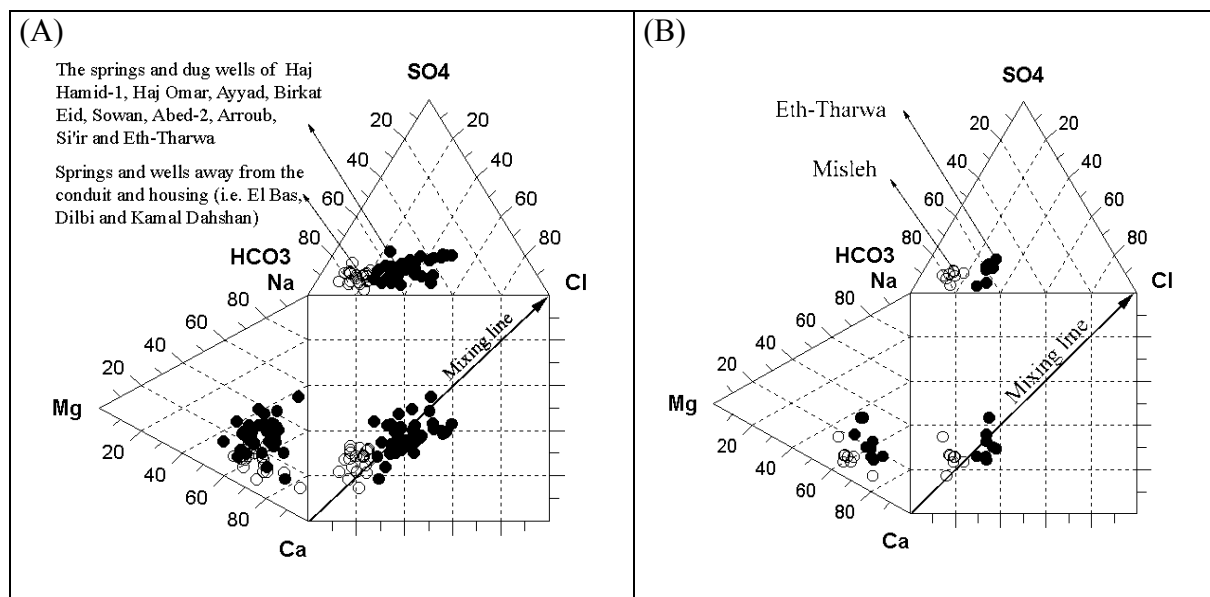 (A)
The springs and dug wells of Haj
Hamid-1, Haj Omar, Ayyad, Birkat
Eid, Sowan, Abed-2, Arroub,
Si'ir and Eth-Tharwa
Springs and wells away from the
conduit and housing (i.e. El Bas,
Dilbi and Kamal Dahshan)
SO4
20
20
40
40
60
60
80
80
HCO3
Cl
Na
80
60
40
20
Mg
20
40
60
80
Ca
Mixing line
(B)
Eth-Tharwa
Misleh
SO4
20
20
40
40
60
60
80
80
HCO3
Cl
Na
80
60
40
20
Mg
20
40
60
80
Ca
Mixing line